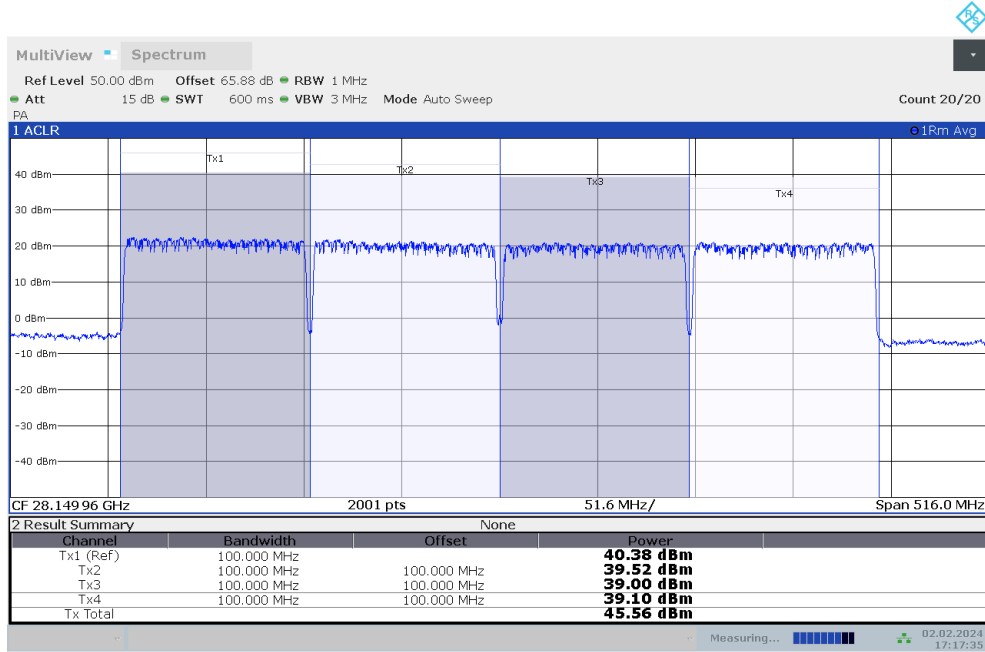 R&S
MultiView Spectrum
Ref Level 50.00 dBm Offset 65.88 dB RBW 1 MHz
Att 15 dB SWT 600 ms VBW 3 MHz Mode Auto Sweep Count 20/20
PA
1 ACLR 1Rm Avg
Tx1
Tx2
40 dBm
Tx3
Tx4
30 dBm
20 dBm
10 dBm
0 dBm
-10 dBm
-20 dBm
-30 dBm
-40 dBm
CF 28.149 96 GHz 2001 pts 51.6 MHz/ Span 516.0 MHz
2 Result Summary None
Channel Bandwidth Offset Power
Tx1 (Ref) 100.000 MHz 40.38 dBm
Tx2 100.000 MHz 100.000 MHz 39.52 dBm
Tx3 100.000 MHz 100.000 MHz 39.00 dBm
Tx4 100.000 MHz 100.000 MHz 39.10 dBm
Tx Total 45.56 dBm
Measuring... 02.02.2024
17:17:35